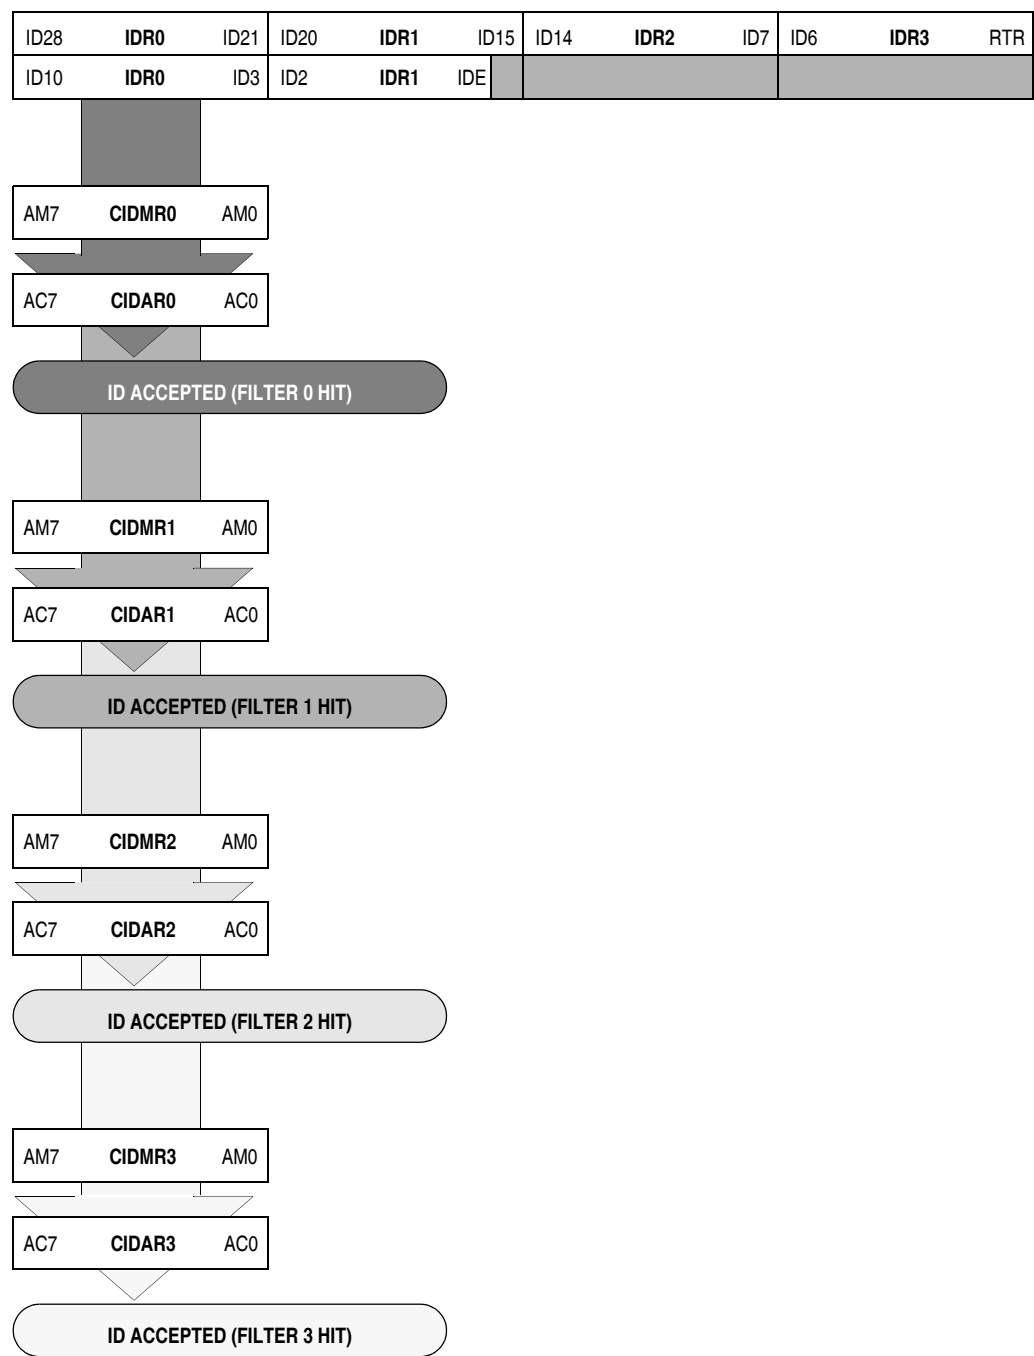 ID28 IDR0 ID21 ID20 IDR1 ID15 ID14 IDR2 ID7 ID6 IDR3 RTR
ID10 IDR0 ID3 ID2 IDR1 IDE
AM7 CIDMR0 AM0
AC7 CIDAR0 AC0
ID ACCEPTED (FILTER 0 HIT)
AM7 CIDMR1 AM0
AC7 CIDAR1 AC0
ID ACCEPTED (FILTER 1 HIT)
AM7 CIDMR2 AM0
AC7 CIDAR2 AC0
ID ACCEPTED (FILTER 2 HIT)
AM7 CIDMR3 AM0
AC7 CIDAR3 AC0
ID ACCEPTED (FILTER 3 HIT)